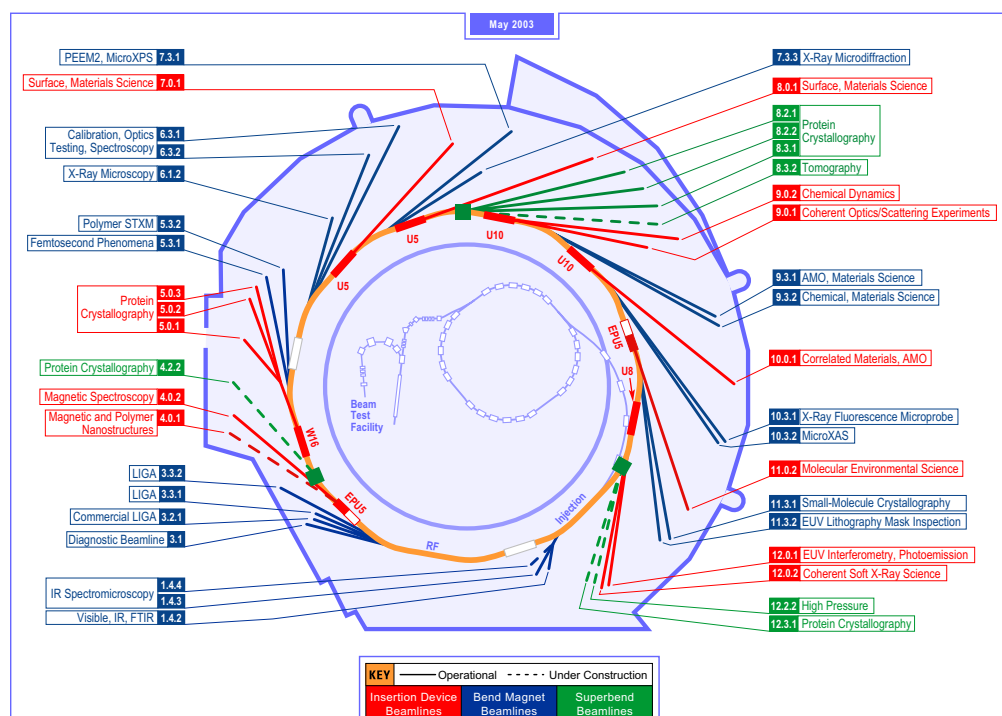 May 2003
PEEM2, MicroXPS 7.3.1
Surface, Materials Science 7.0.1
Calibration, Optics 6.3.1
Testing, Spectroscopy 6.3.2
X-Ray Microscopy 6.1.2
Polymer STXM 5.3.2
Femtosecond Phenomena 5.3.1
Protein 5.0.3
Crystallography 5.0.2
5.0.1
Protein Crystallography 4.2.2
Magnetic Spectroscopy 4.0.2
Magnetic and Polymer 4.0.1
Nanostructures
LIGA 3.3.2
LIGA 3.3.1
Commercial LIGA 3.2.1
Diagnostic Beamline 3.1
IR Spectromicroscopy 1.4.4
1.4.3
Visible, IR, FTIR 1.4.2
7.3.3 X-Ray Microdiffraction
8.0.1 Surface, Materials Science
8.2.1
8.2.2 Protein
8.3.1 Crystallography
8.3.2 Tomography
9.0.2 Chemical Dynamics
9.0.1 Coherent Optics/Scattering Experiments
9.3.1 AMO, Materials Science
9.3.2 Chemical, Materials Science
10.0.1 Correlated Materials, AMO
10.3.1 X-Ray Fluorescence Microprobe
10.3.2 MicroXAS
11.0.2 Molecular Environmental Science
11.3.1 Small-Molecule Crystallography
11.3.2 EUV Lithography Mask Inspection
12.0.1 EUV Interferometry, Photoemission
12.0.2 Coherent Soft X-Ray Science
12.2.2 High Pressure
12.3.1 Protein Crystallography
U5
U5
U10
U10
EPU5
U8
W16
EPU5
RF
Injection
Beam
Test
Facility
KEY Operational Under Construction
Insertion Device
Beamlines
Bend Magnet
Beamlines
Superbend
Beamlines